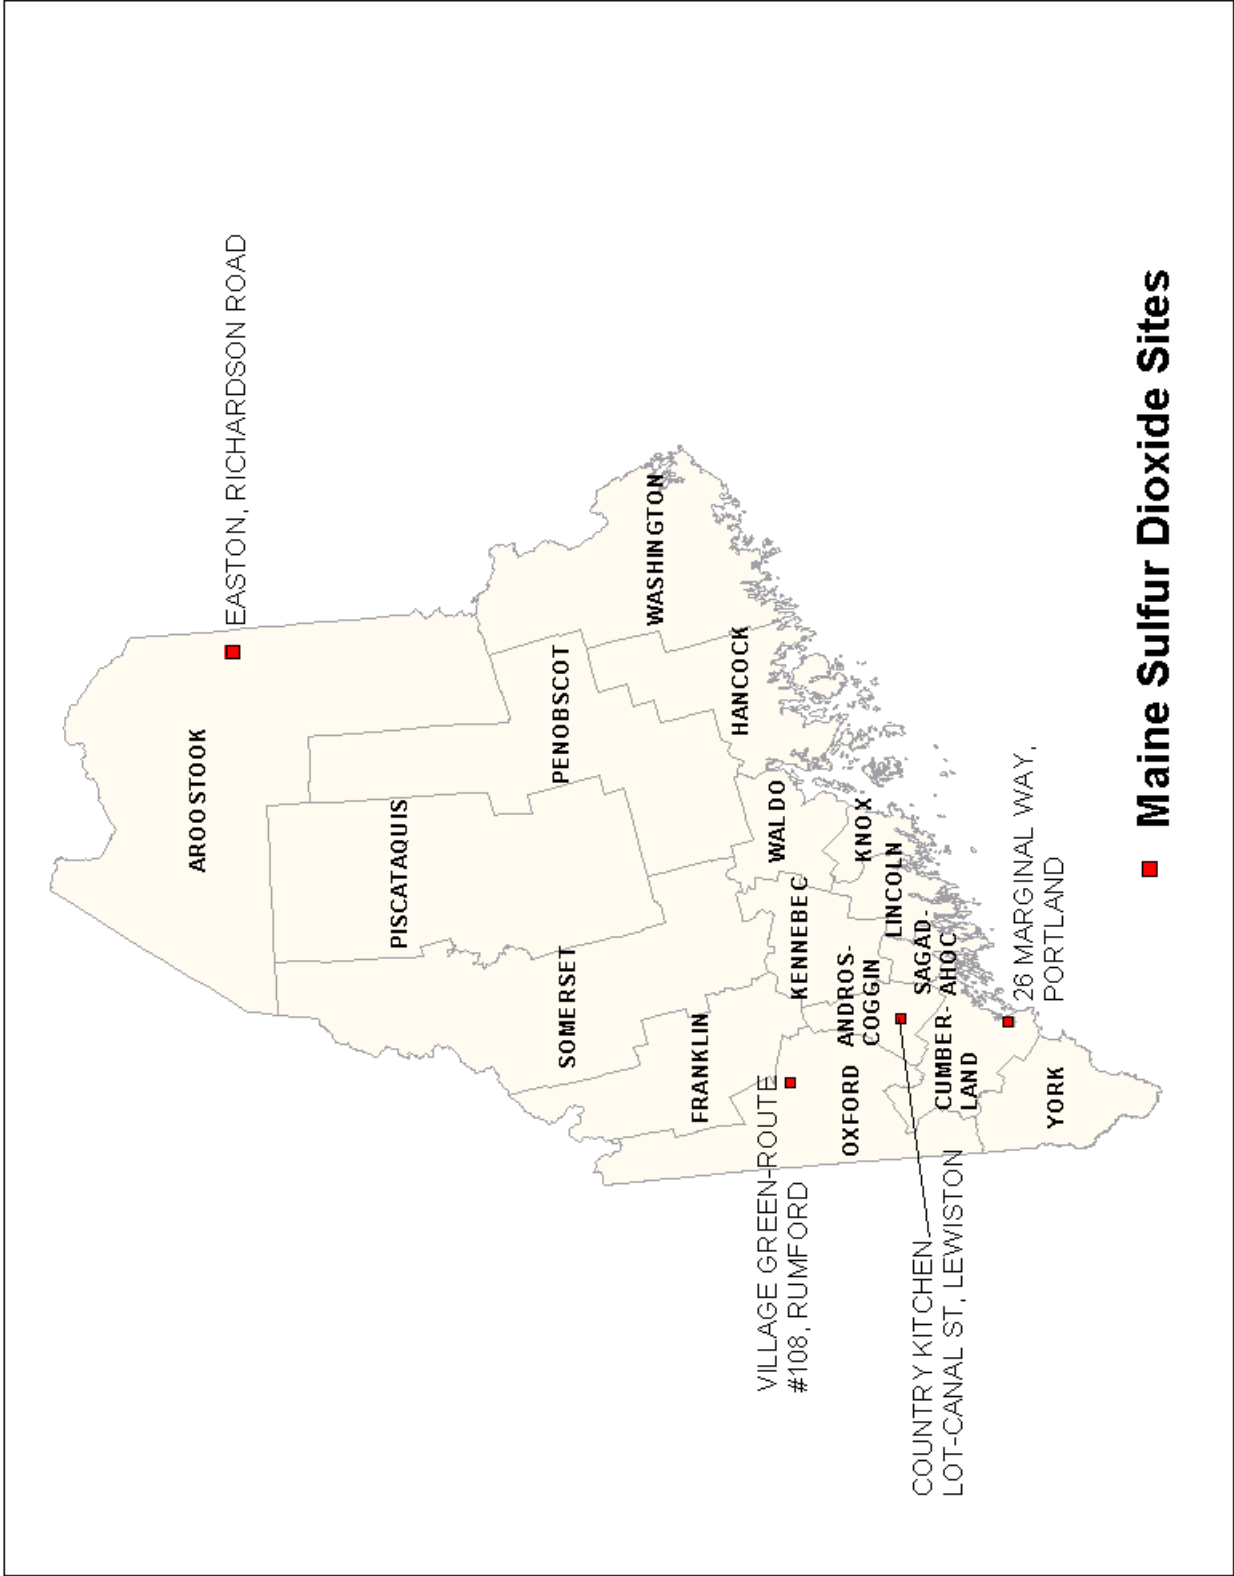 EASTON, RICHARDSON ROAD
AROOSTOOK
PISCATAQUIS
PENOBSCOT
SOMERSET
WASHINGTON
FRANKLIN
HANCOCK
WALDO
KENNEBEC
VILLAGE GREEN-ROUTE
#108, RUMFORD
OXFORD
ANDROS-
COGGIN
KNOX
LINCOLN
SAGAD-
AHOC
CUMBER-
LAND
COUNTRY KITCHEN
LOT-CANAL ST, LEWISTON
26 MARGINAL WAY,
PORTLAND
YORK
Maine Sulfur Dioxide Sites